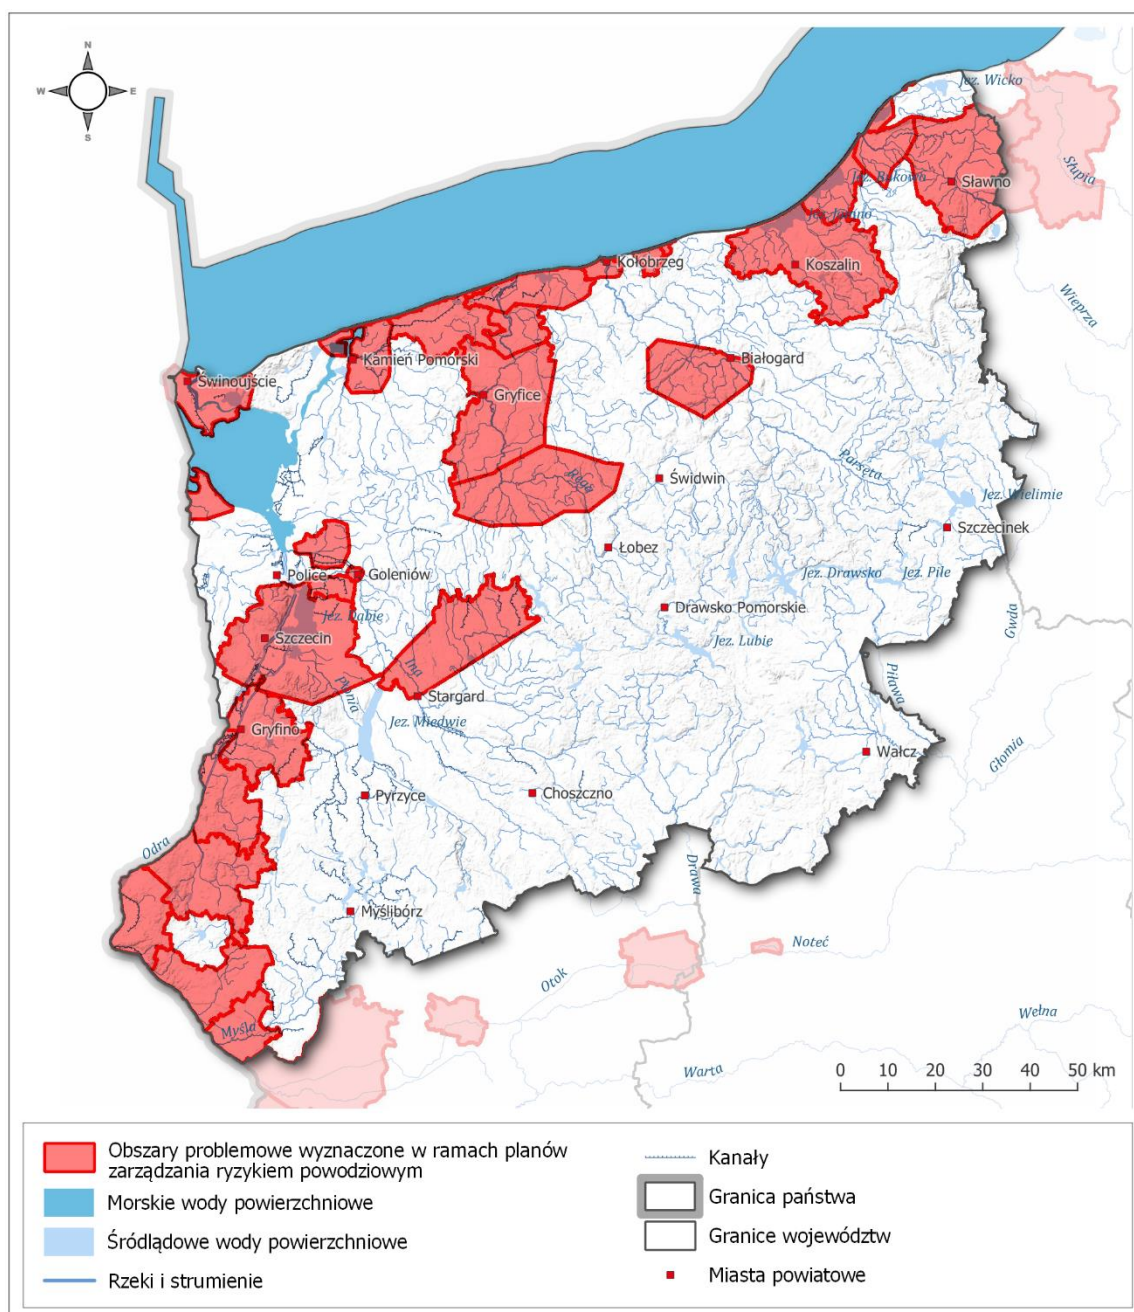 N
W E
S
Jez. Wicko
Słupia
Jez. Bukowo
Sławno
Jez. Jamno
Koszalin
Kołobrzeg
Wieprza
Kamień Pomorski
Białogard
Świnoujście
Gryfice
Parsęta
Rega
Świdwin
Jez. Wielimie
Szczecinek
Łobez
Police
Goleniów
Jez. Drawsko
Jez. Pile
Jez. Dąbie
Drawsko Pomorskie
Gwda
Szczecin
Jez. Lubie
Ina
Płonia
Stargard
Piława
Jez. Miedwie
Gryfino
Wałcz
Głomia
Pyrzyce
Choszczno
Odra
Drawa
Myślibórz
Noteć
Otok
Myśla
Wełna
Warta
0 10 20 30 40 50 km
Obszary problemowe wyznaczone w ramach planów
zarządzania ryzykiem powodziowym
Morskie wody powierzchniowe
Śródlądowe wody powierzchniowe
Rzeki i strumienie
Kanały
Granica państwa
Granice województw
Miasta powiatowe